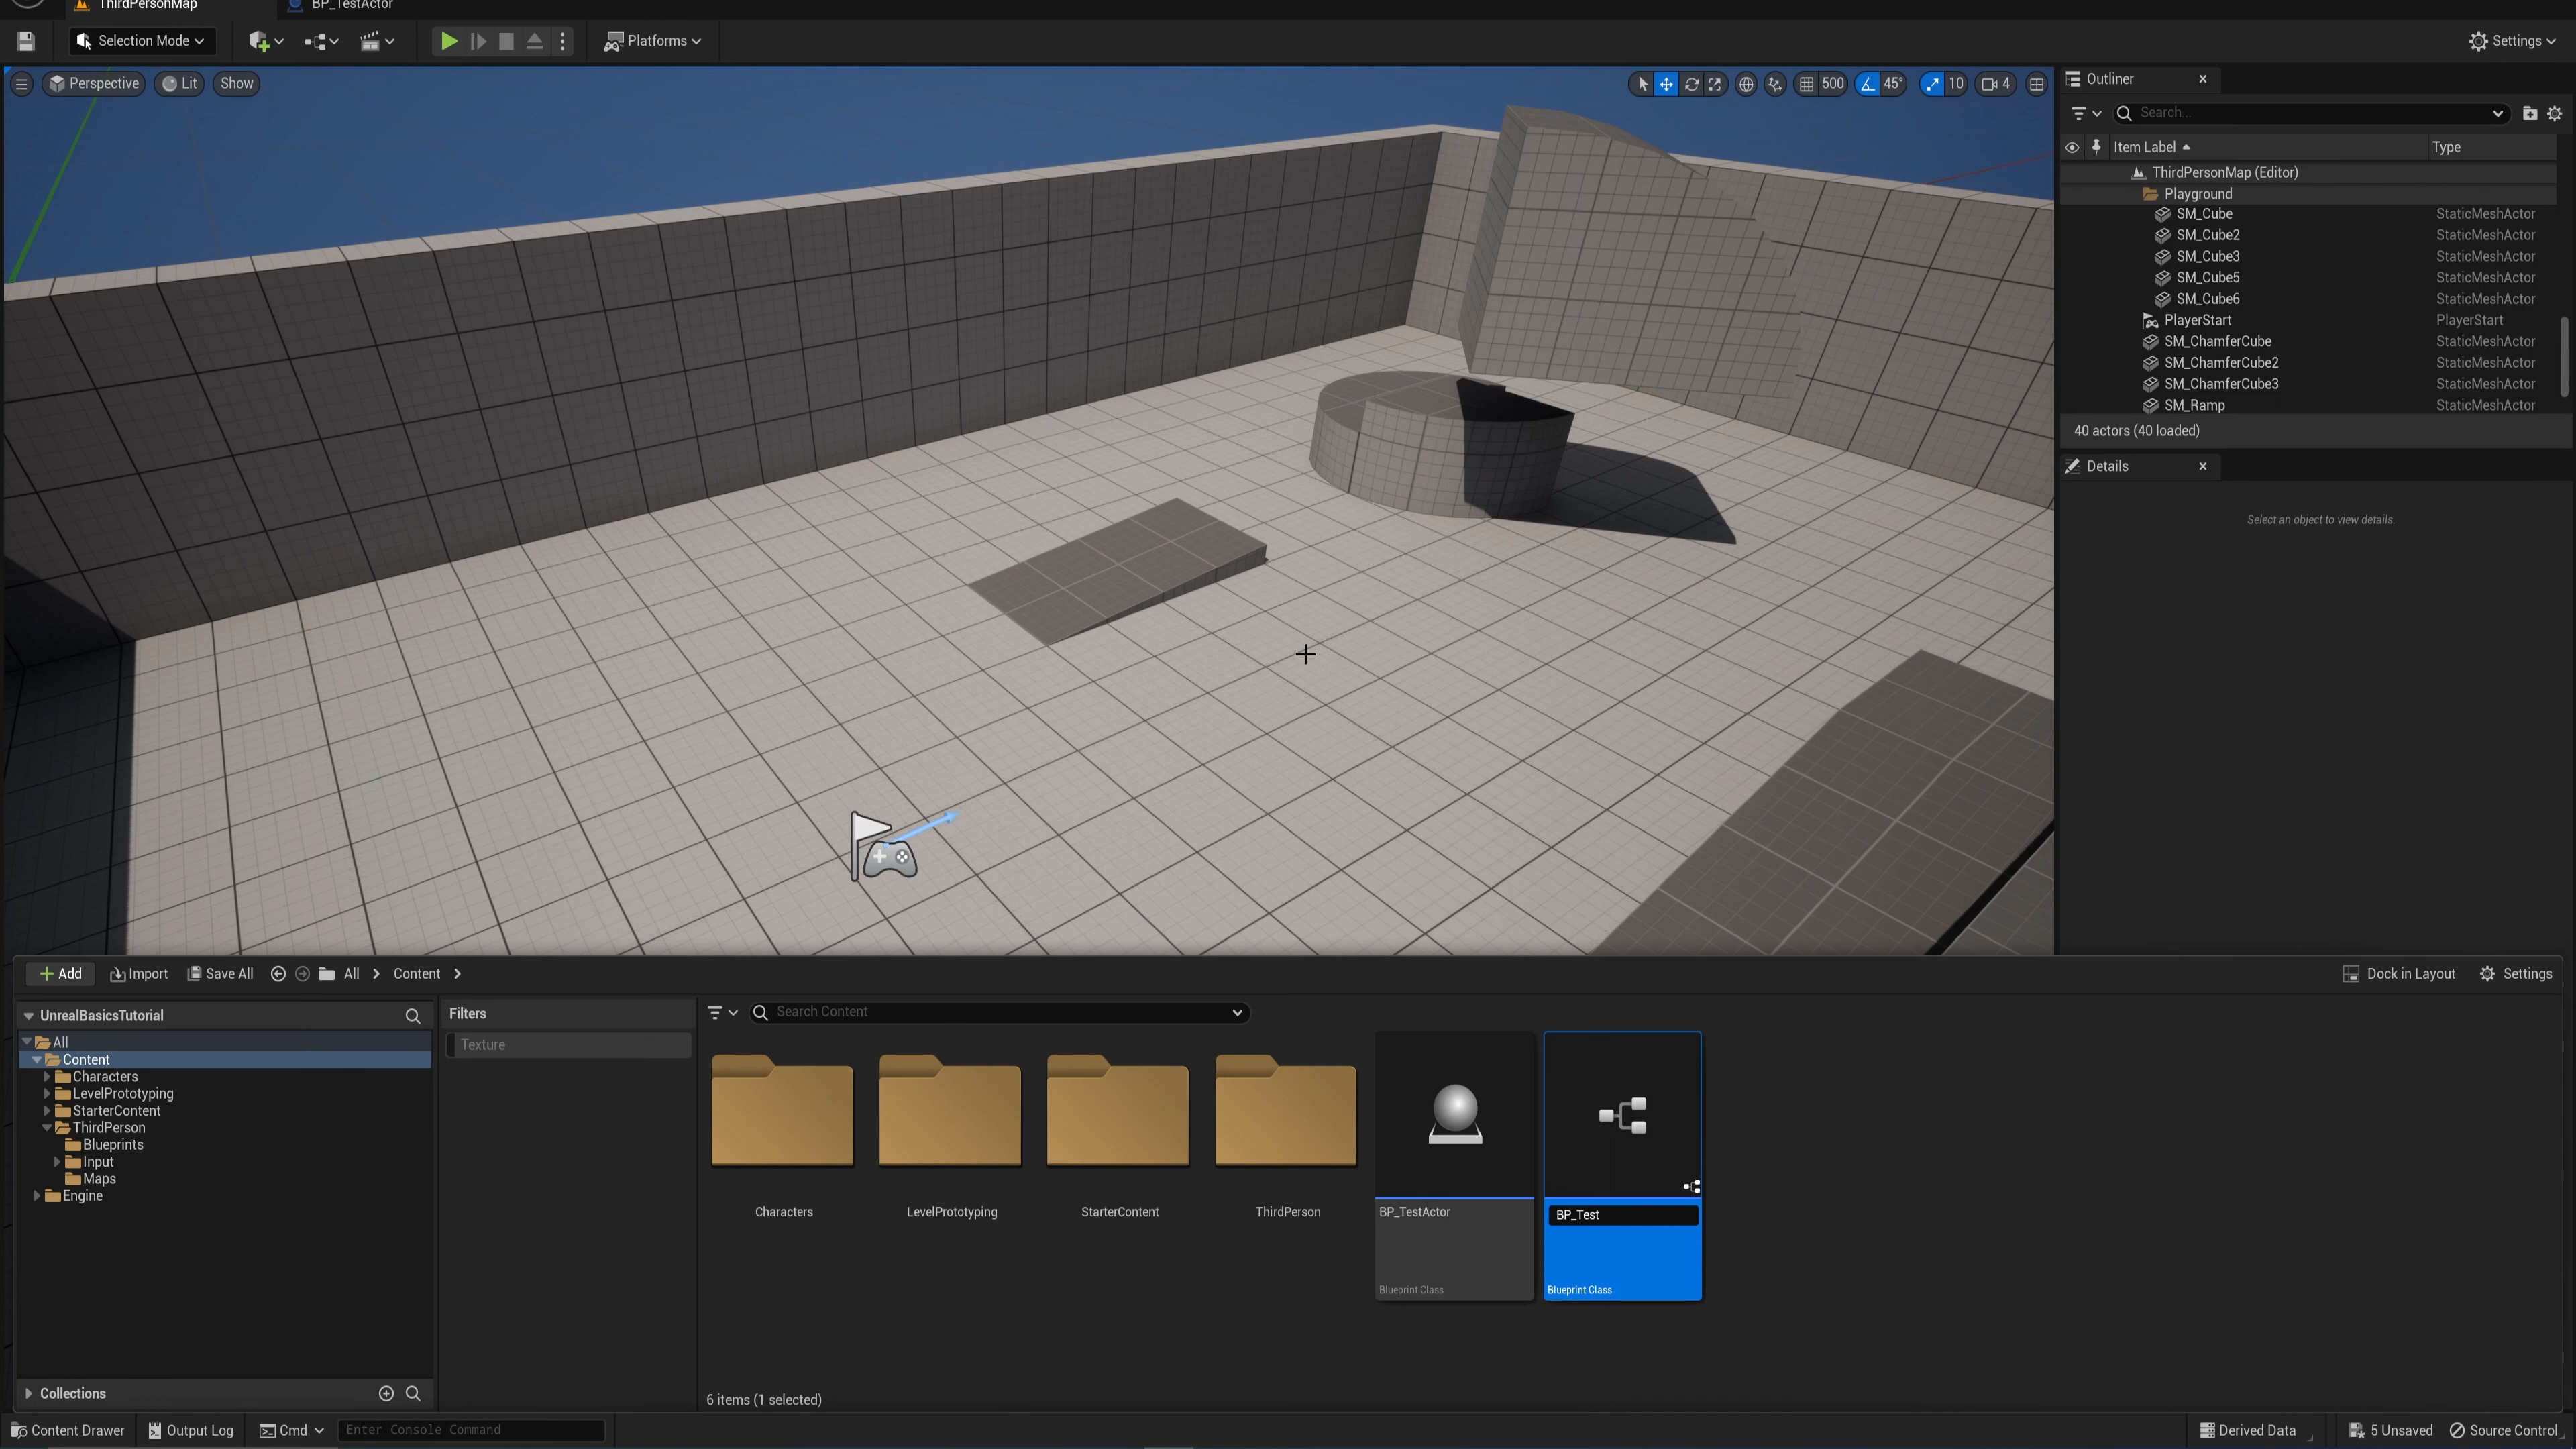 ThirdPersonMap
BP_TestActor
Selection Mode
Platforms
Settings
Perspective
Lit
Show
500
45°
10
4
Outliner
Search...
Item Label
Type
ThirdPersonMap (Editor)
Playground
SM_Cube StaticMeshActor
SM_Cube2 StaticMeshActor
SM_Cube3 StaticMeshActor
SM_Cube5 StaticMeshActor
SM_Cube6 StaticMeshActor
PlayerStart PlayerStart
SM_ChamferCube StaticMeshActor
SM_ChamferCube2 StaticMeshActor
SM_ChamferCube3 StaticMeshActor
SM_Ramp StaticMeshActor
40 actors (40 loaded)
Details
Select an object to view details.
Add
Import
Save All
All
Content
Dock in Layout
Settings
UnrealBasicsTutorial
All
Content
Characters
LevelPrototyping
StarterContent
ThirdPerson
Blueprints
Input
Maps
Engine
Collections
Filters
Texture
Search Content
Characters
LevelPrototyping
StarterContent
ThirdPerson
BP_TestActor
Blueprint Class
BP_Test
Blueprint Class
6 items (1 selected)
Content Drawer
Output Log
Cmd
Enter Console Command
Derived Data
5 Unsaved
Source Control